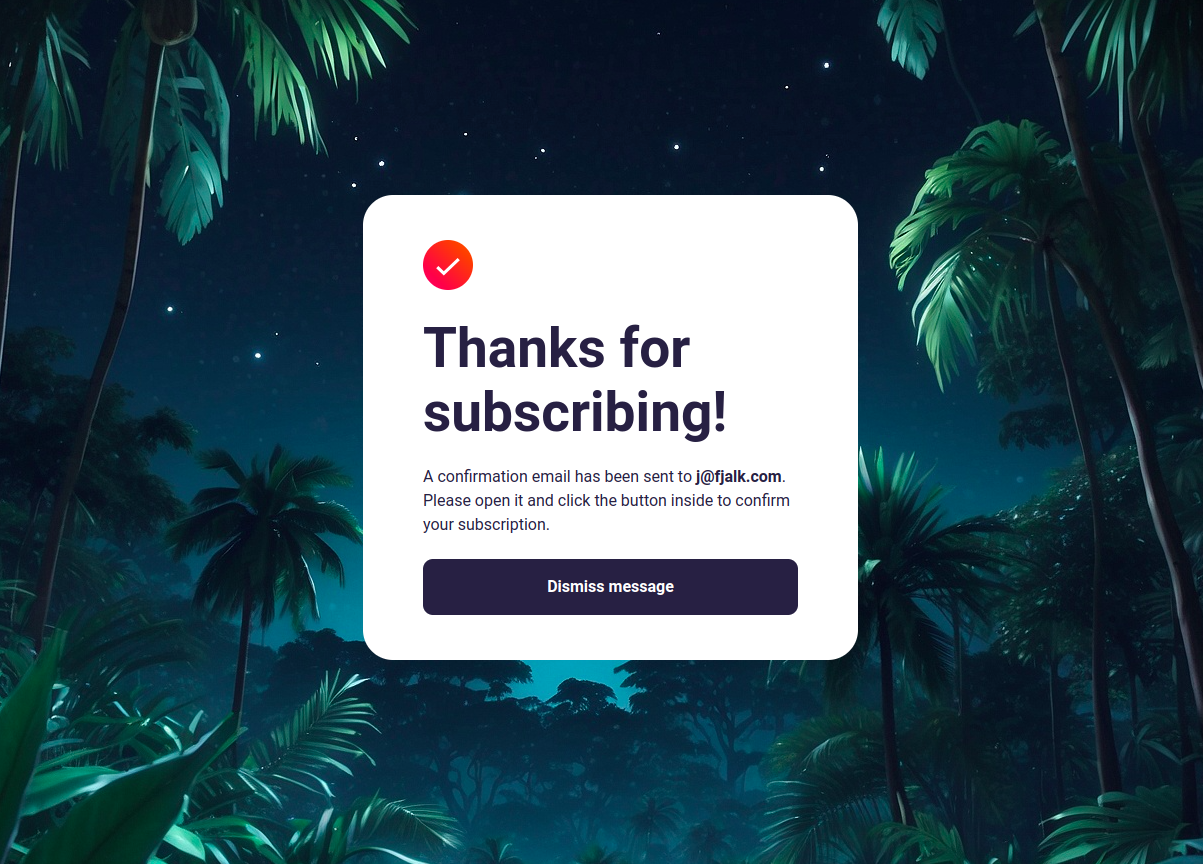 Thanks for
subscribing!
A confirmation email has been sent to j@fjalk.com.
Please open it and click the button inside to confirm
your subscription.
Dismiss message